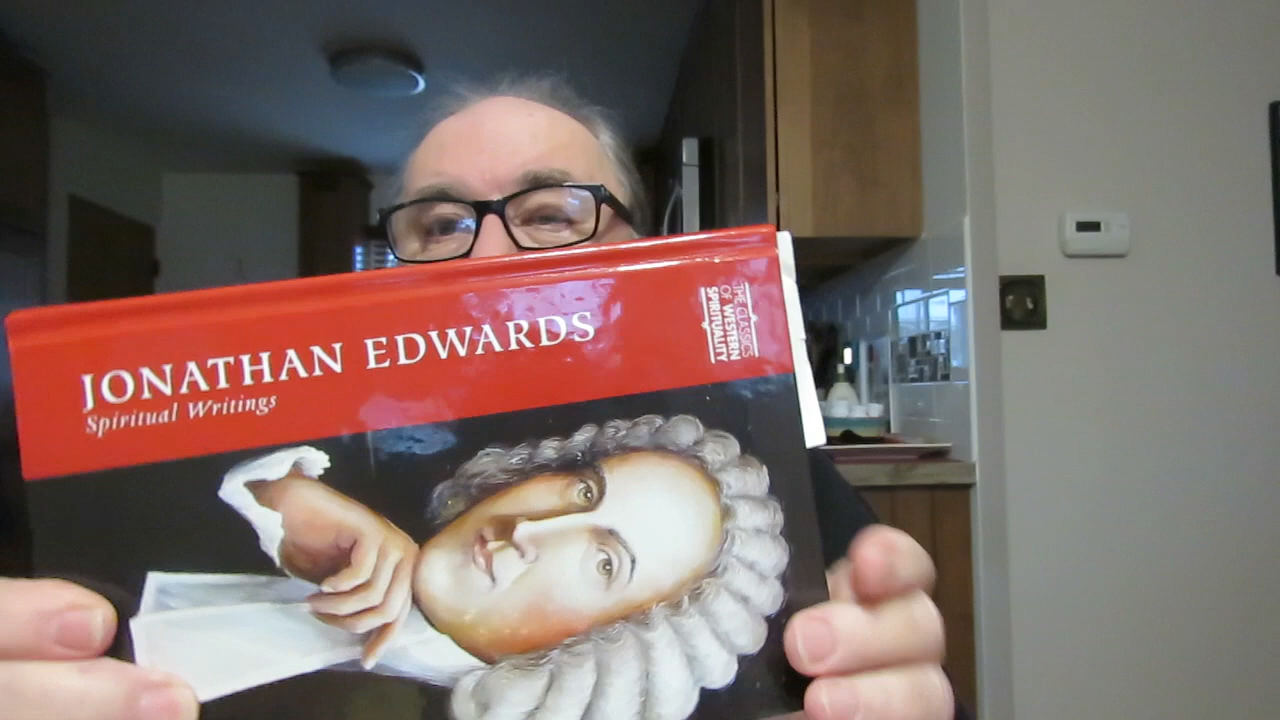 JONATHAN EDWARDS
Spiritual Writings
THE CLASSICS
OF WESTERN
SPIRITUALITY